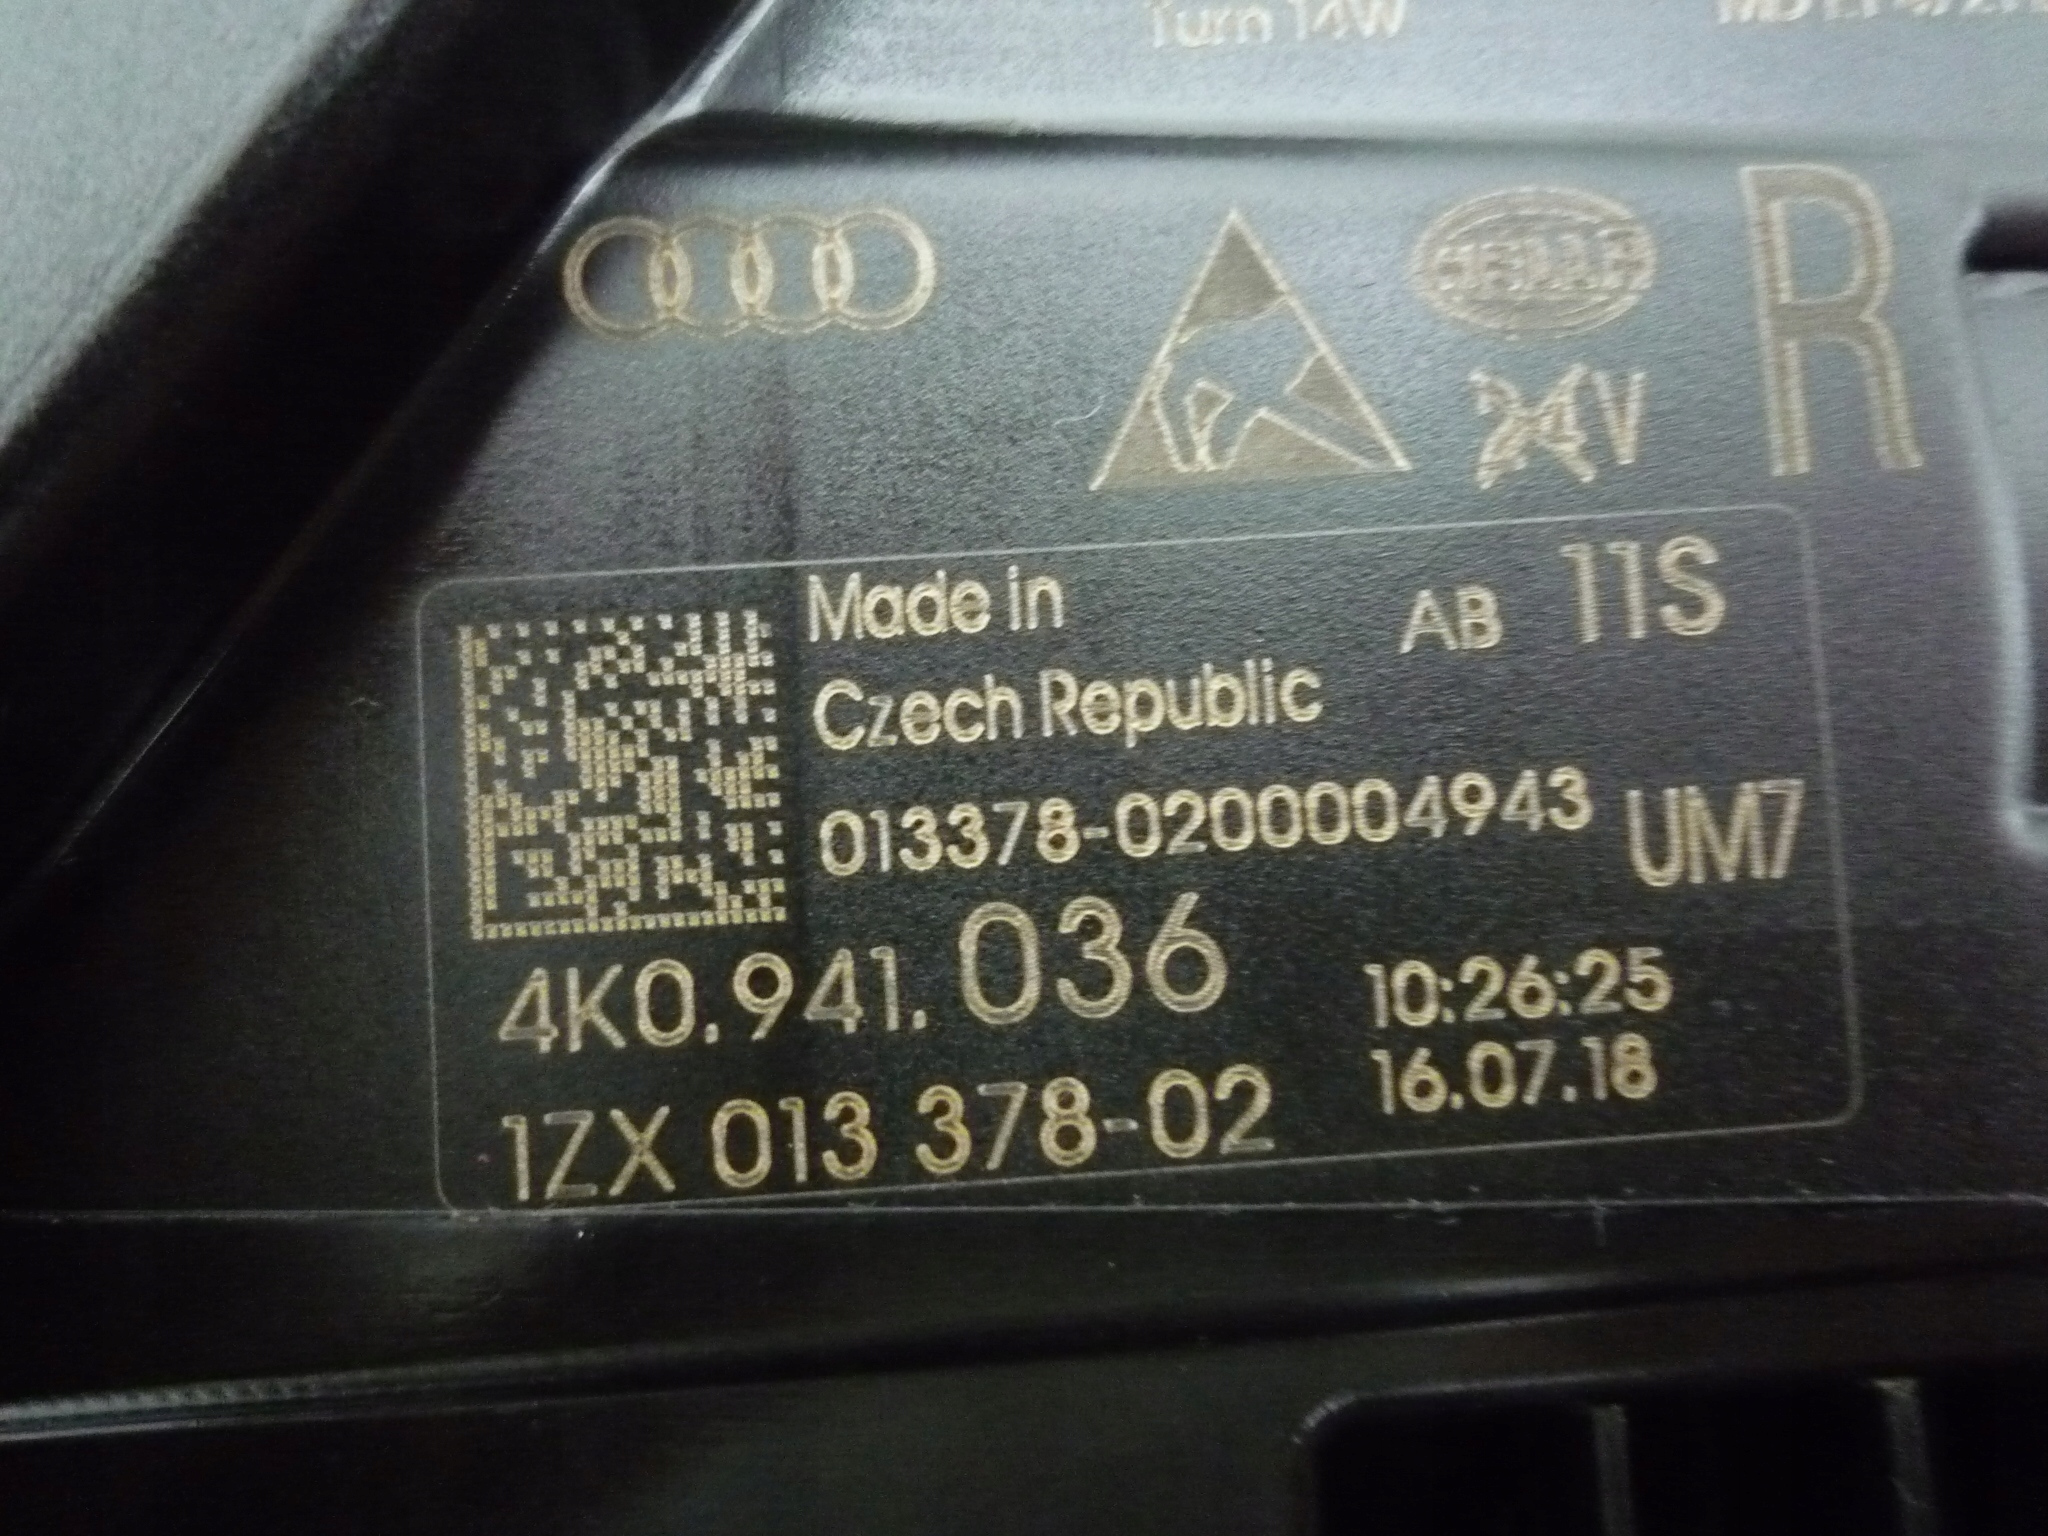 Turn 14W
HELLA
24V
R
Made in
Czech Republic
AB 11S
013378-0200004943
UM7
4K0.941.036
10:26:25
1ZX 013 378-02
16.07.18